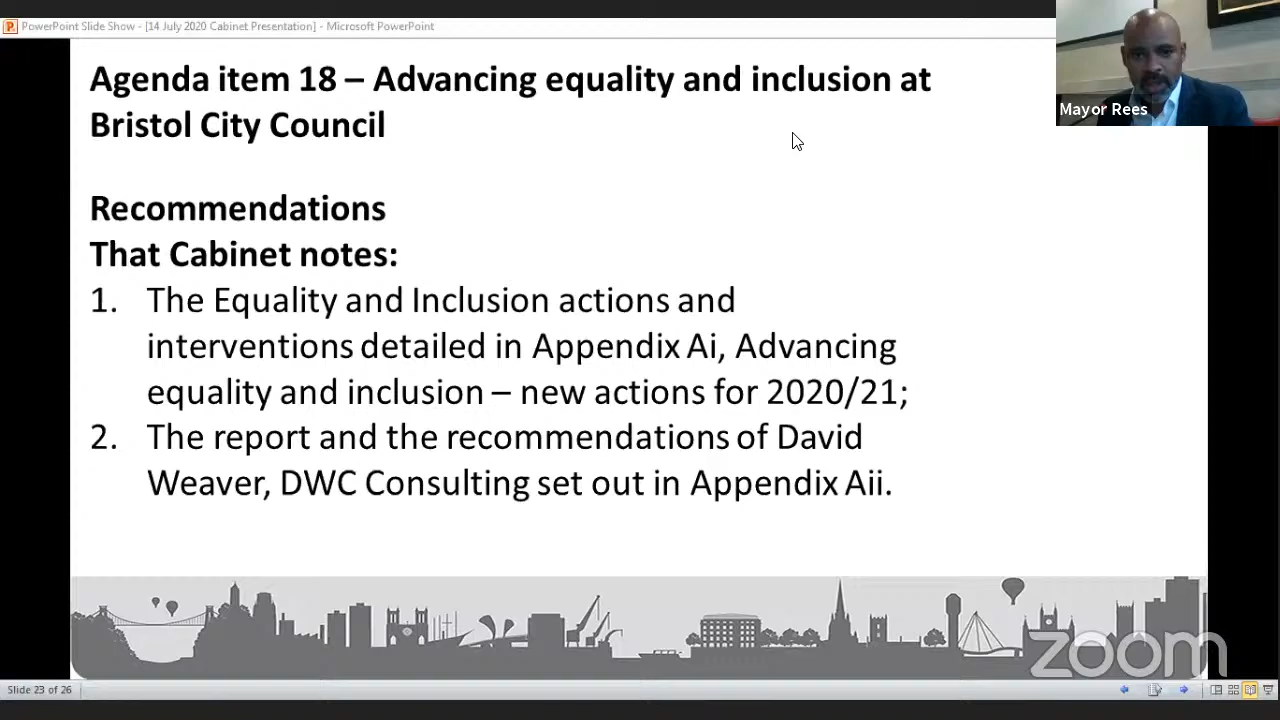 PowerPoint Slide Show - [14 July 2020 Cabinet Presentation] - Microsoft PowerPoint
Mayor Rees
Agenda item 18 – Advancing equality and inclusion at
Bristol City Council
Recommendations
That Cabinet notes:
1. The Equality and Inclusion actions and
interventions detailed in Appendix Ai, Advancing
equality and inclusion – new actions for 2020/21;
2. The report and the recommendations of David
Weaver, DWC Consulting set out in Appendix Aii.
zoom
Slide 23 of 26